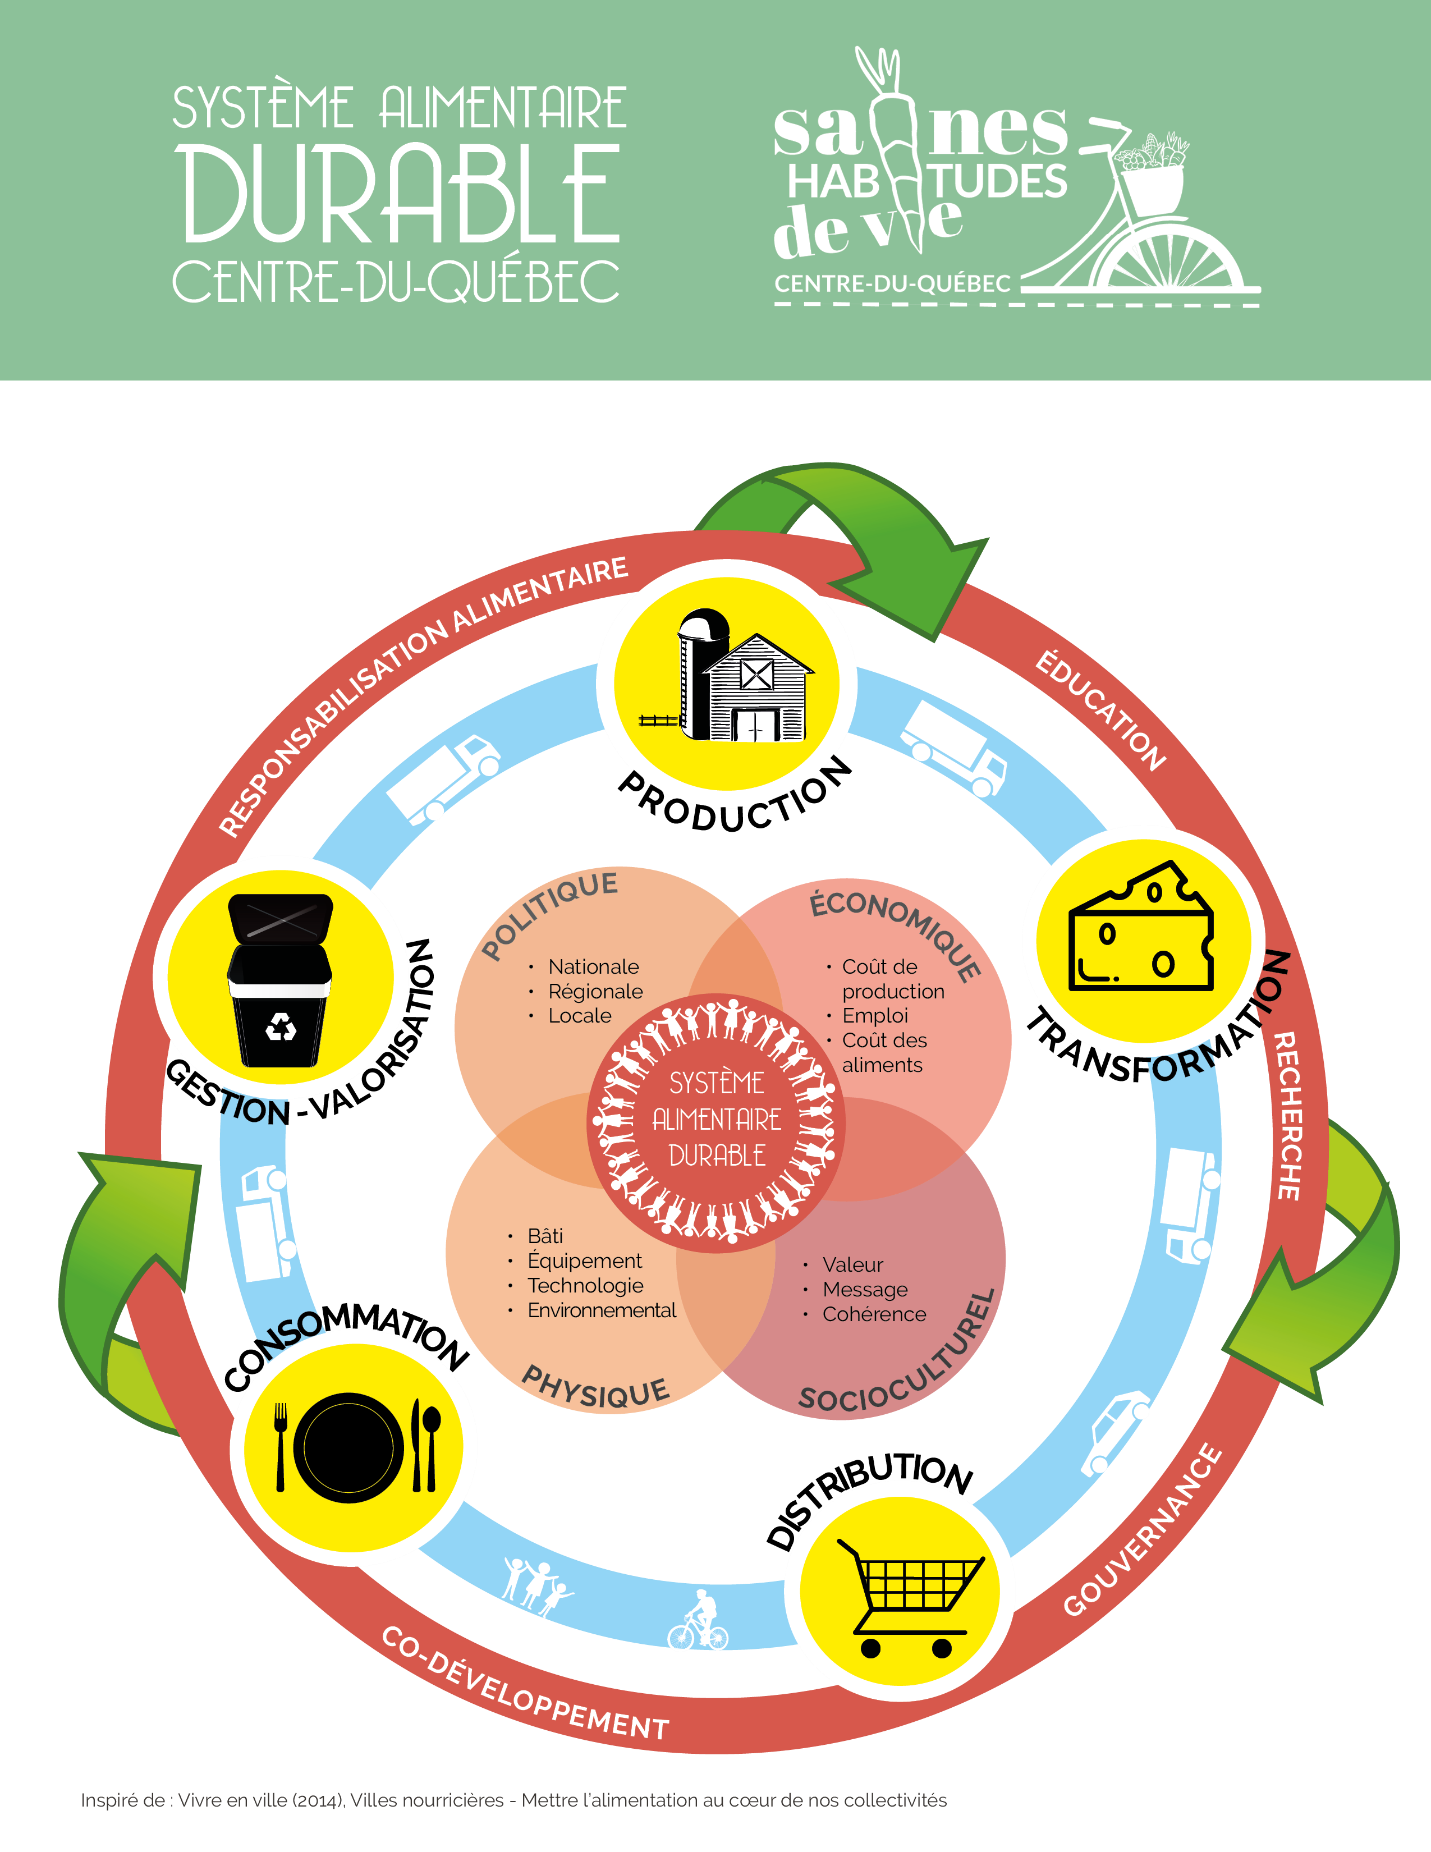 SYSTÈME ALIMENTAIRE
DURABLE
CENTRE-DU-QUÉBEC
saines
HABITUDES
de vie
CENTRE-DU-QUÉBEC
RESPONSABILISATION ALIMENTAIRE
ÉDUCATION
RECHERCHE
GOUVERNANCE
CO-DÉVELOPPEMENT
PRODUCTION
TRANSFORMATION
DISTRIBUTION
CONSOMMATION
GESTION-VALORISATION
POLITIQUE
• Nationale
• Régionale
• Locale
ÉCONOMIQUE
• Coût de
production
• Emploi
• Coût des
aliments
SYSTÈME
ALIMENTAIRE
DURABLE
• Bâti
• Équipement
• Technologie
• Environnemental
PHYSIQUE
• Valeur
• Message
• Cohérence
SOCIOCULTUREL
Inspiré de : Vivre en ville (2014), Villes nourricières - Mettre l'alimentation au cœur de nos collectivités